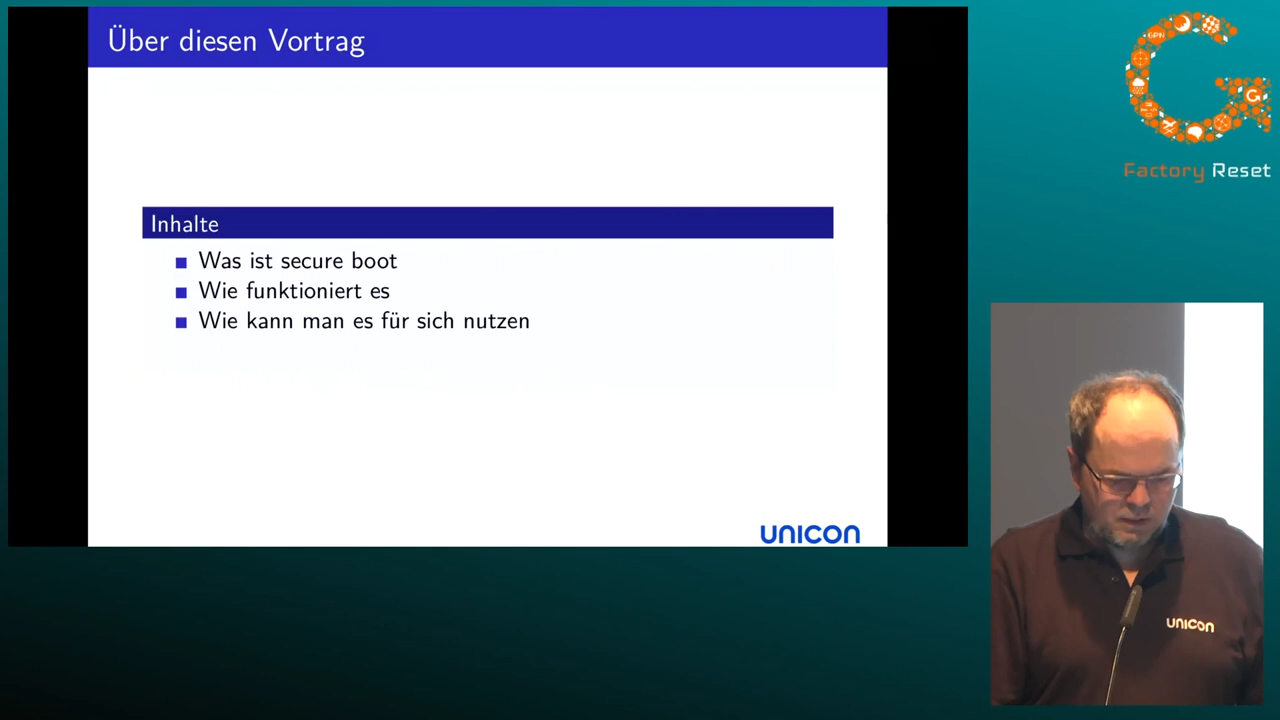 Über diesen Vortrag
Inhalte
Was ist secure boot
Wie funktioniert es
Wie kann man es für sich nutzen
UNICON
Factory Reset
UNICON